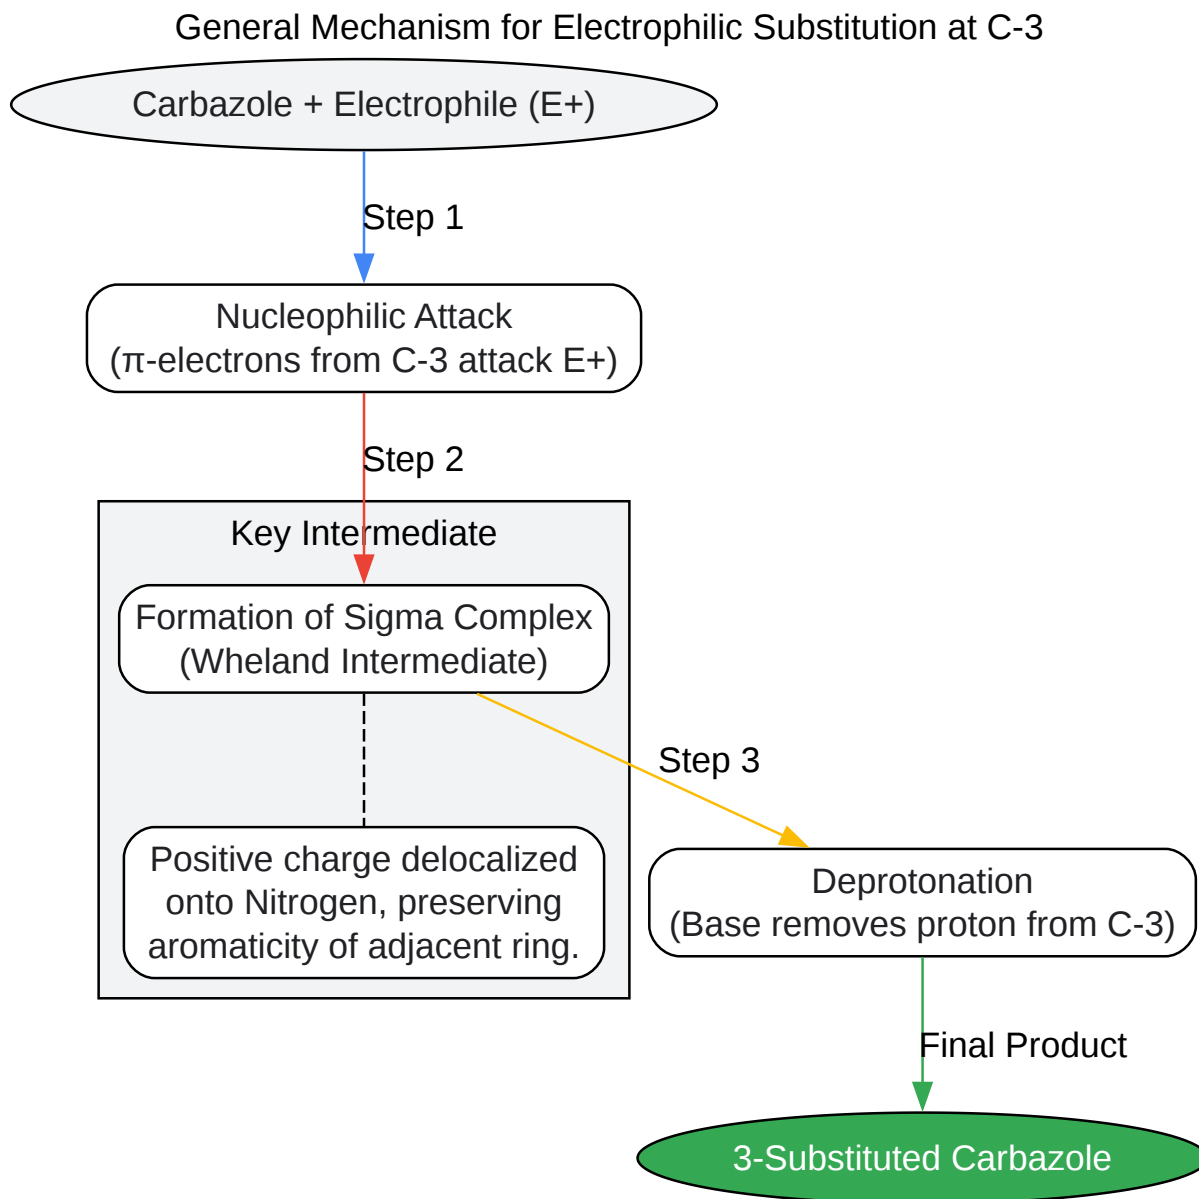 General Mechanism for Electrophilic Substitution at C-3
Carbazole + Electrophile (E+)
Step 1
Nucleophilic Attack
(π-electrons from C-3 attack E+)
Step 2
Key Intermediate
Formation of Sigma Complex
(Wheland Intermediate)
Step 3
Positive charge delocalized
onto Nitrogen, preserving
aromaticity of adjacent ring.
Deprotonation
(Base removes proton from C-3)
Final Product
3-Substituted Carbazole